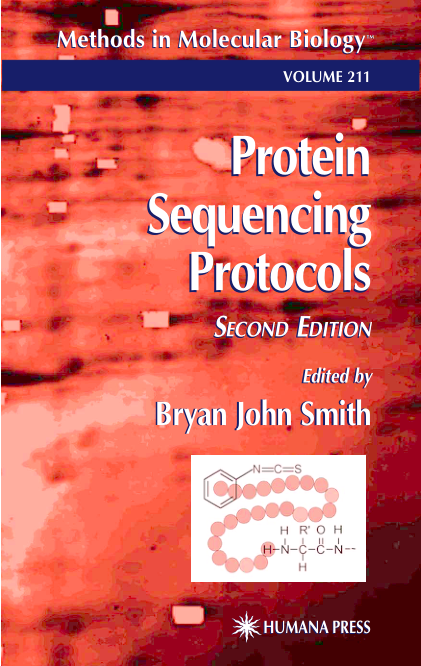 Methods in Molecular Biology™
VOLUME 211
Protein
Sequencing
Protocols
SECOND EDITION
Edited by
Bryan John Smith
N=C=S
H R' O H
H-N-C-C-N--
H
HUMANA PRESS